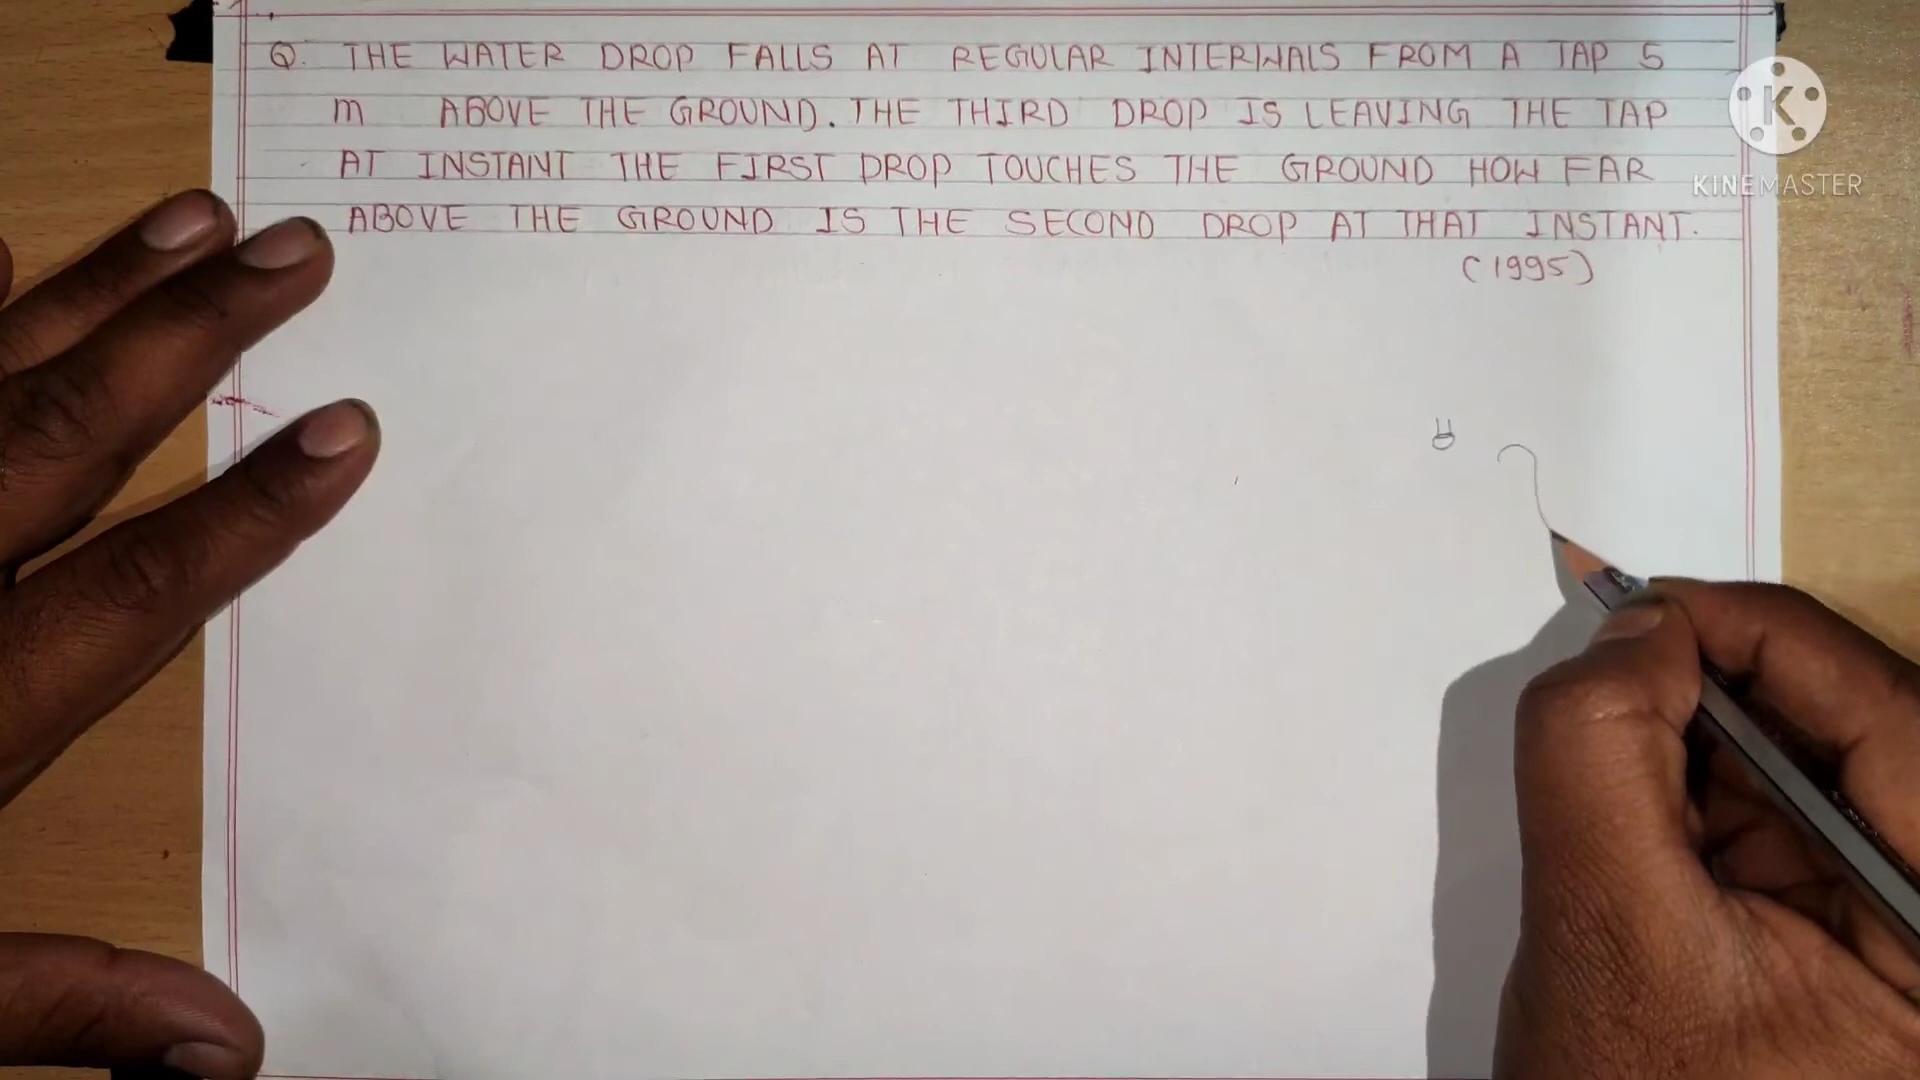 Q. THE WATER DROP FALLS AT REGULAR INTERWALS FROM A TAP 5
m ABOVE THE GROUND. THE THIRD DROP IS LEAVING THE TAP
AT INSTANT THE FIRST DROP TOUCHES THE GROUND HOW FAR
ABOVE THE GROUND IS THE SECOND DROP AT THAT INSTANT.
(1995)
K
KINEMASTER